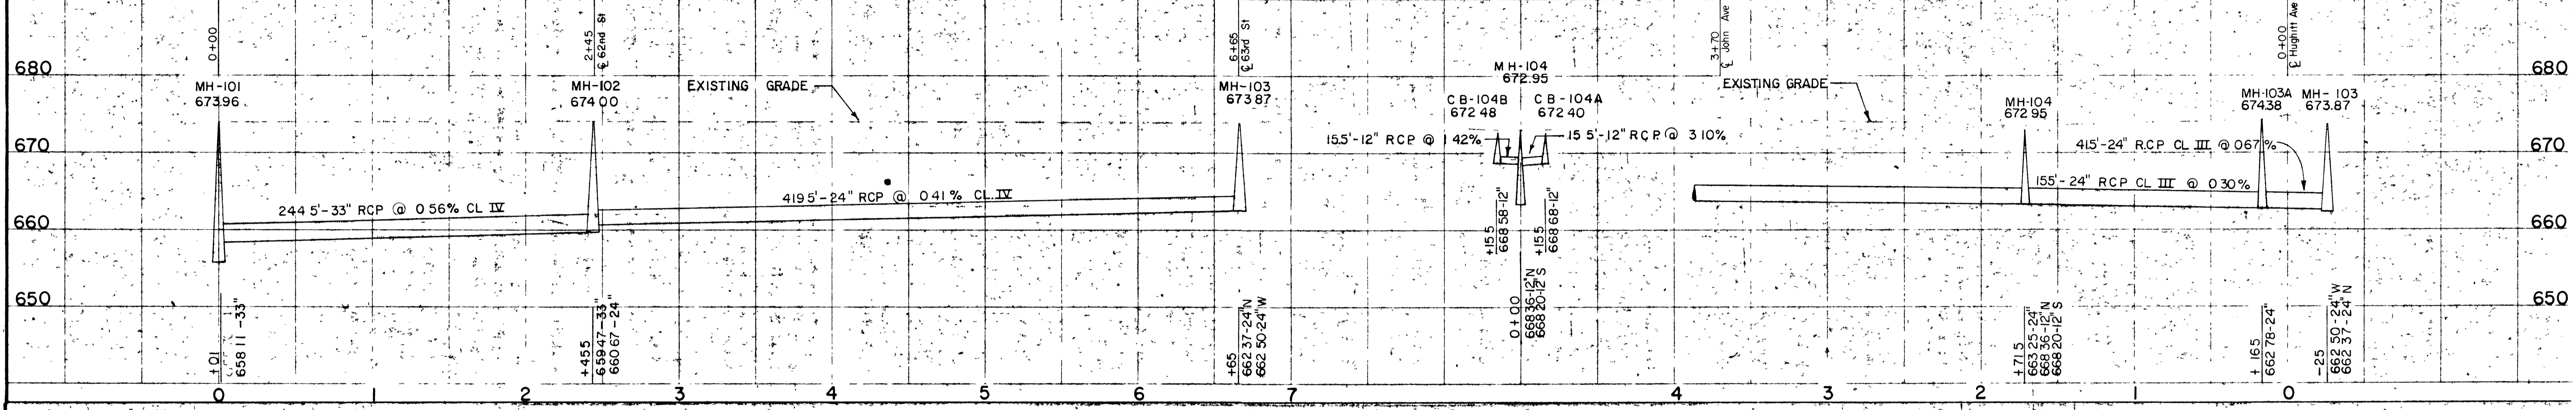 680
670
660
650
0+00
MH-101
673.96
2+45
℄ 62nd St
MH-102
674 00
EXISTING GRADE
6+65
℄ 63rd St
MH-103
673 87
244 5'-33" RCP @ 0 56% CL IV
419 5'-24" RCP @ 0 41% CL IV
+01
658 11 -33"
+455
659 47-33"
660 67-24"
+65
662 37-24"N
662 50-24"W
MH-104
672.95
CB-104B
672 48
CB-104A
672 40
15.5'-12" RCP @ 1 42%
15 5'-12" R.C.P. @ 3 10%
+15.5
668 58-12"
+15.5
668 68-12"
0+00
668 36-12"N
668 20-12"S
3+70
℄ John Ave
EXISTING GRADE
MH-104
672 95
0+00
℄ Hughitt Ave
MH-103A
674.38
MH-103
673.87
41.5'-24" R.C.P CL III @ 0.67%
155'-24" RCP CL III @ 0 30%
+71.5
663 25-24"
668 36-12"N
668 20-12"S
+16.5
662 78-24"
-25
662 50-24"W
662 37-24"N
680
670
660
650
0 1 2 3 4 5 6 7 4 3 2 1 0